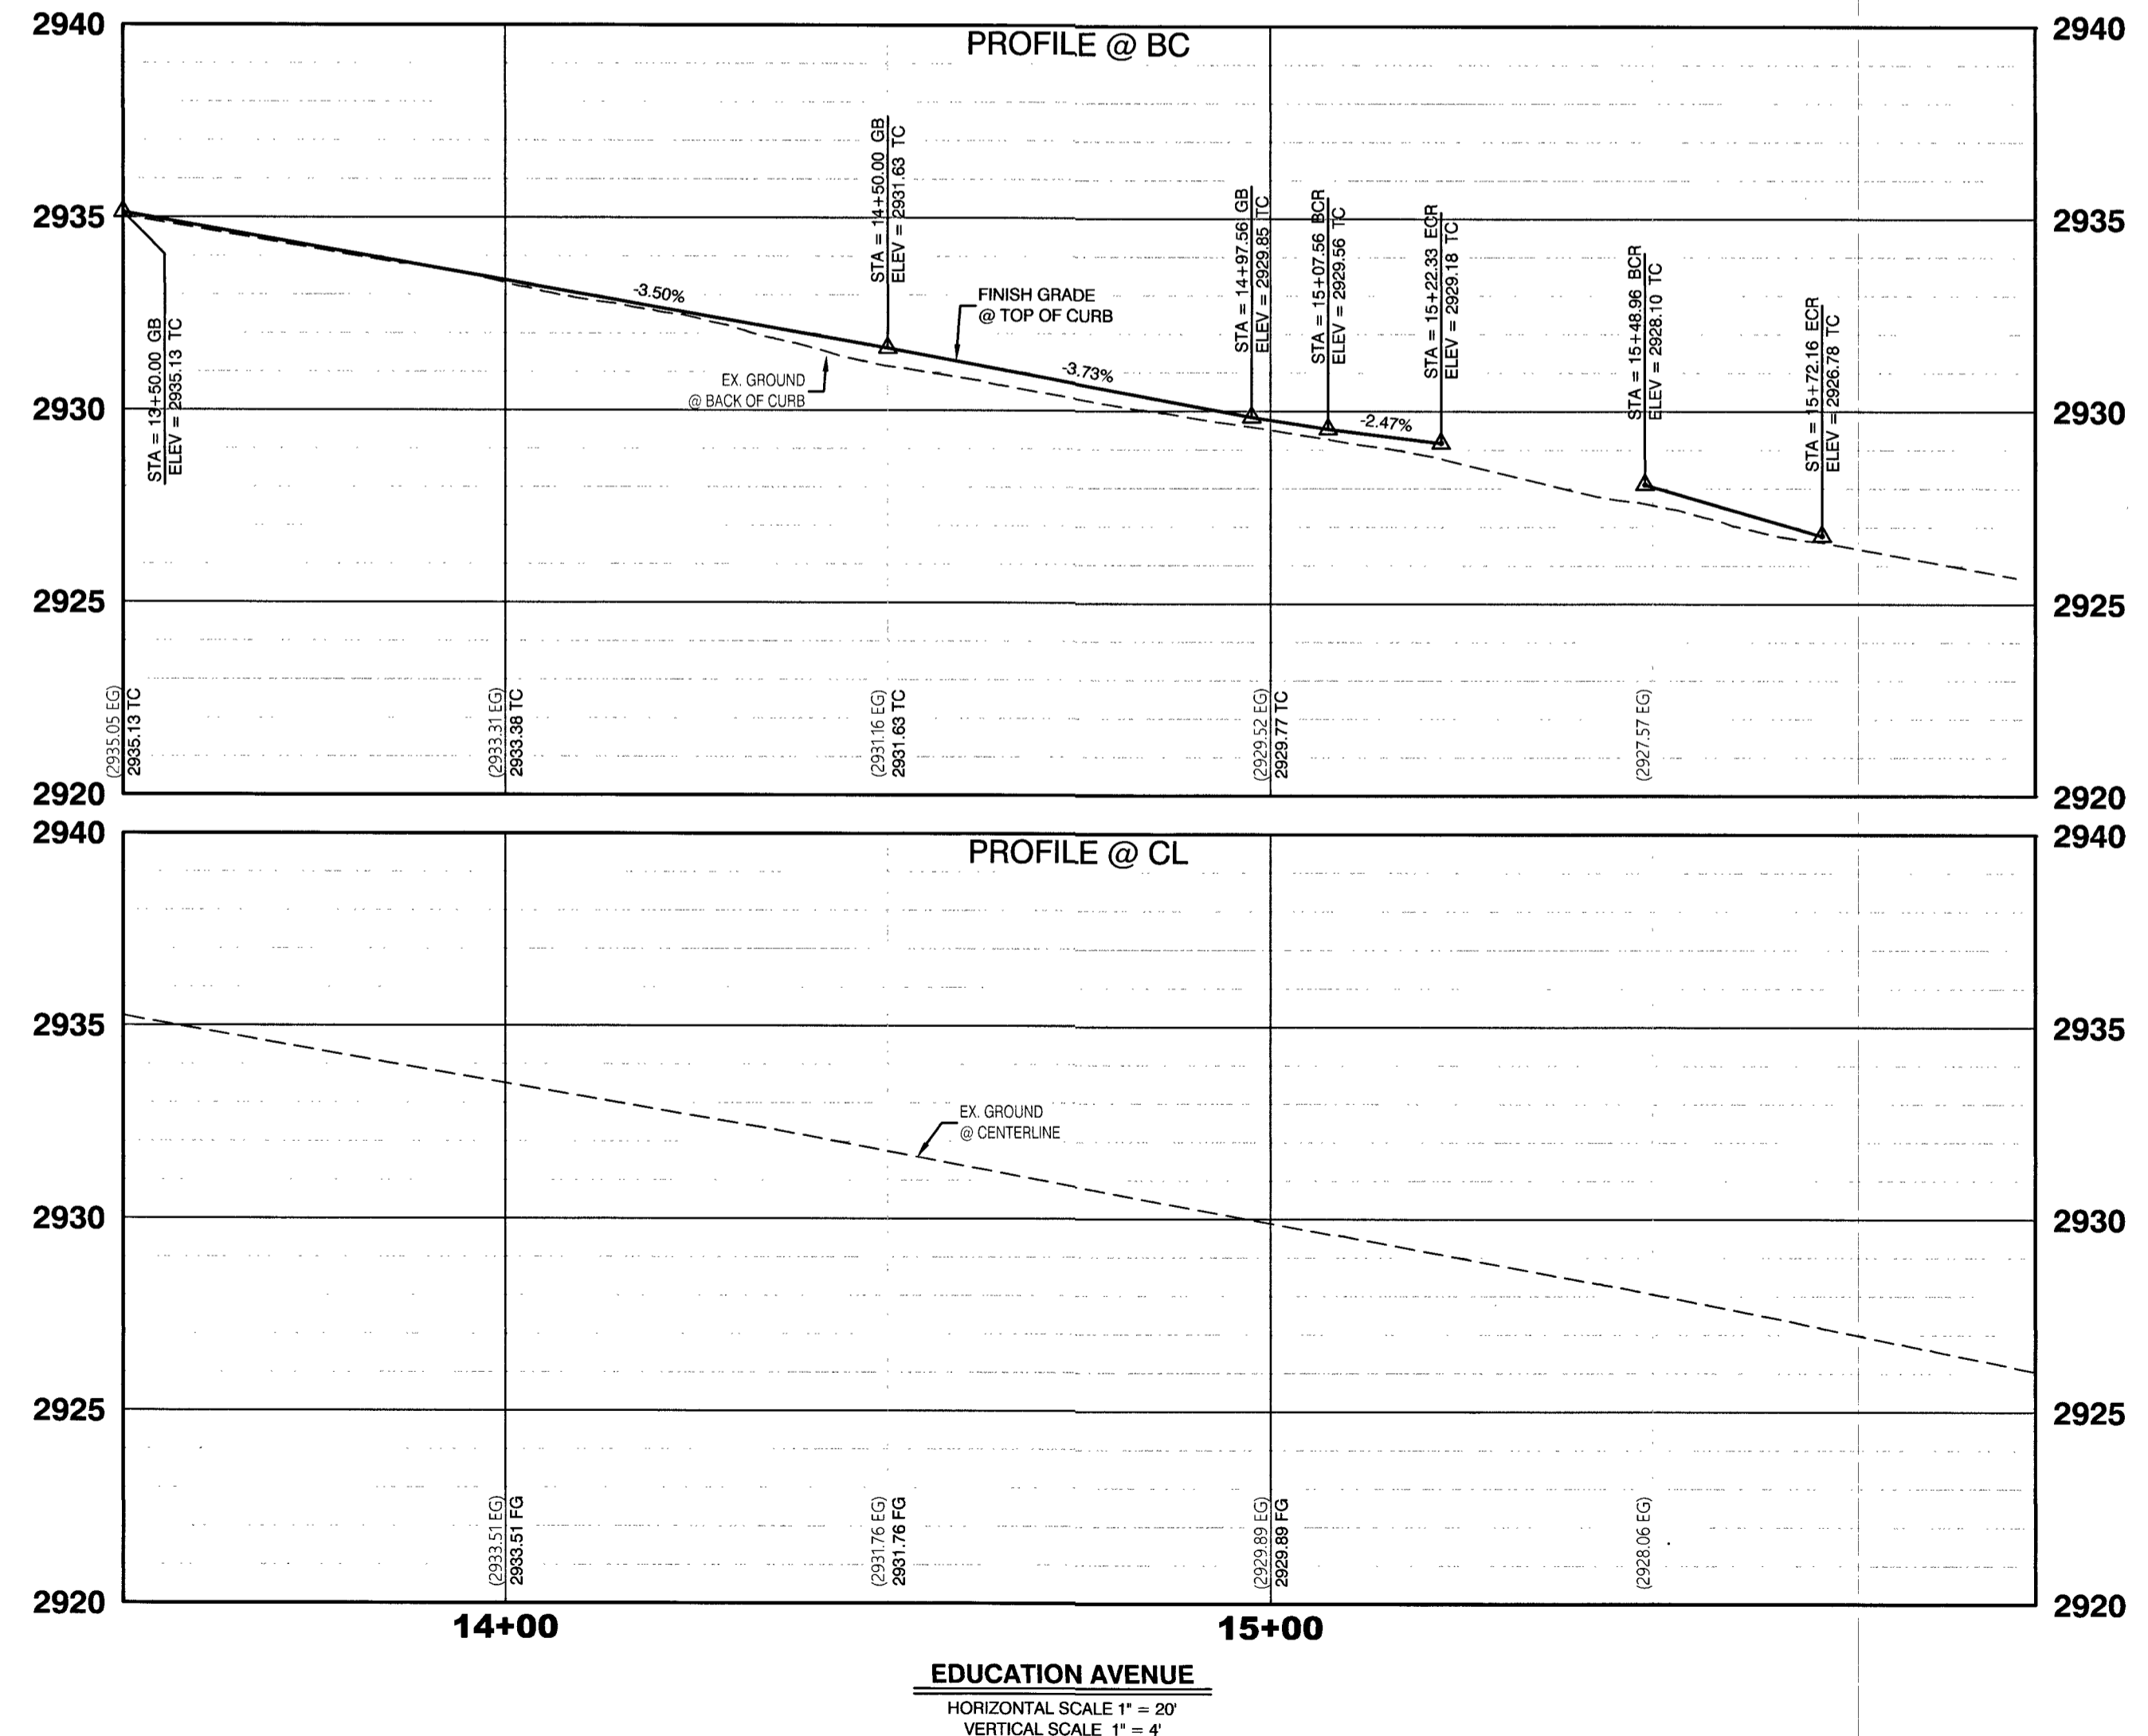 PROFILE @ BC
2940
2940
2935
2935
2930
2930
2925
2925
2920
2920
STA = 13+50.00 GB
ELEV = 2935.13 TC
-3.50%
STA = 14+50.00 GB
ELEV = 2931.63 TC
EX. GROUND
@ BACK OF CURB
FINISH GRADE
@ TOP OF CURB
-3.73%
STA = 14+97.56 GB
ELEV = 2929.85 TC
STA = 15+07.56 BCR
ELEV = 2929.56 TC
-2.47%
STA = 15+22.33 ECR
ELEV = 2929.18 TC
STA = 15+48.96 BCR
ELEV = 2928.10 TC
STA = 15+72.16 ECR
ELEV = 2926.78 TC
(2935.05 EG)
2935.13 TC
(2933.31 EG)
2933.38 TC
(2931.16 EG)
2931.63 TC
(2929.52 EG)
2929.77 TC
(2927.57 EG)
PROFILE @ CL
2940
2940
2935
2935
2930
2930
2925
2925
2920
2920
EX. GROUND
@ CENTERLINE
(2933.51 EG)
2933.51 FG
(2931.76 EG)
2931.76 FG
(2929.89 EG)
2929.89 FG
(2928.06 EG)
14+00
15+00
EDUCATION AVENUE
HORIZONTAL SCALE 1" = 20'
VERTICAL SCALE 1" = 4'